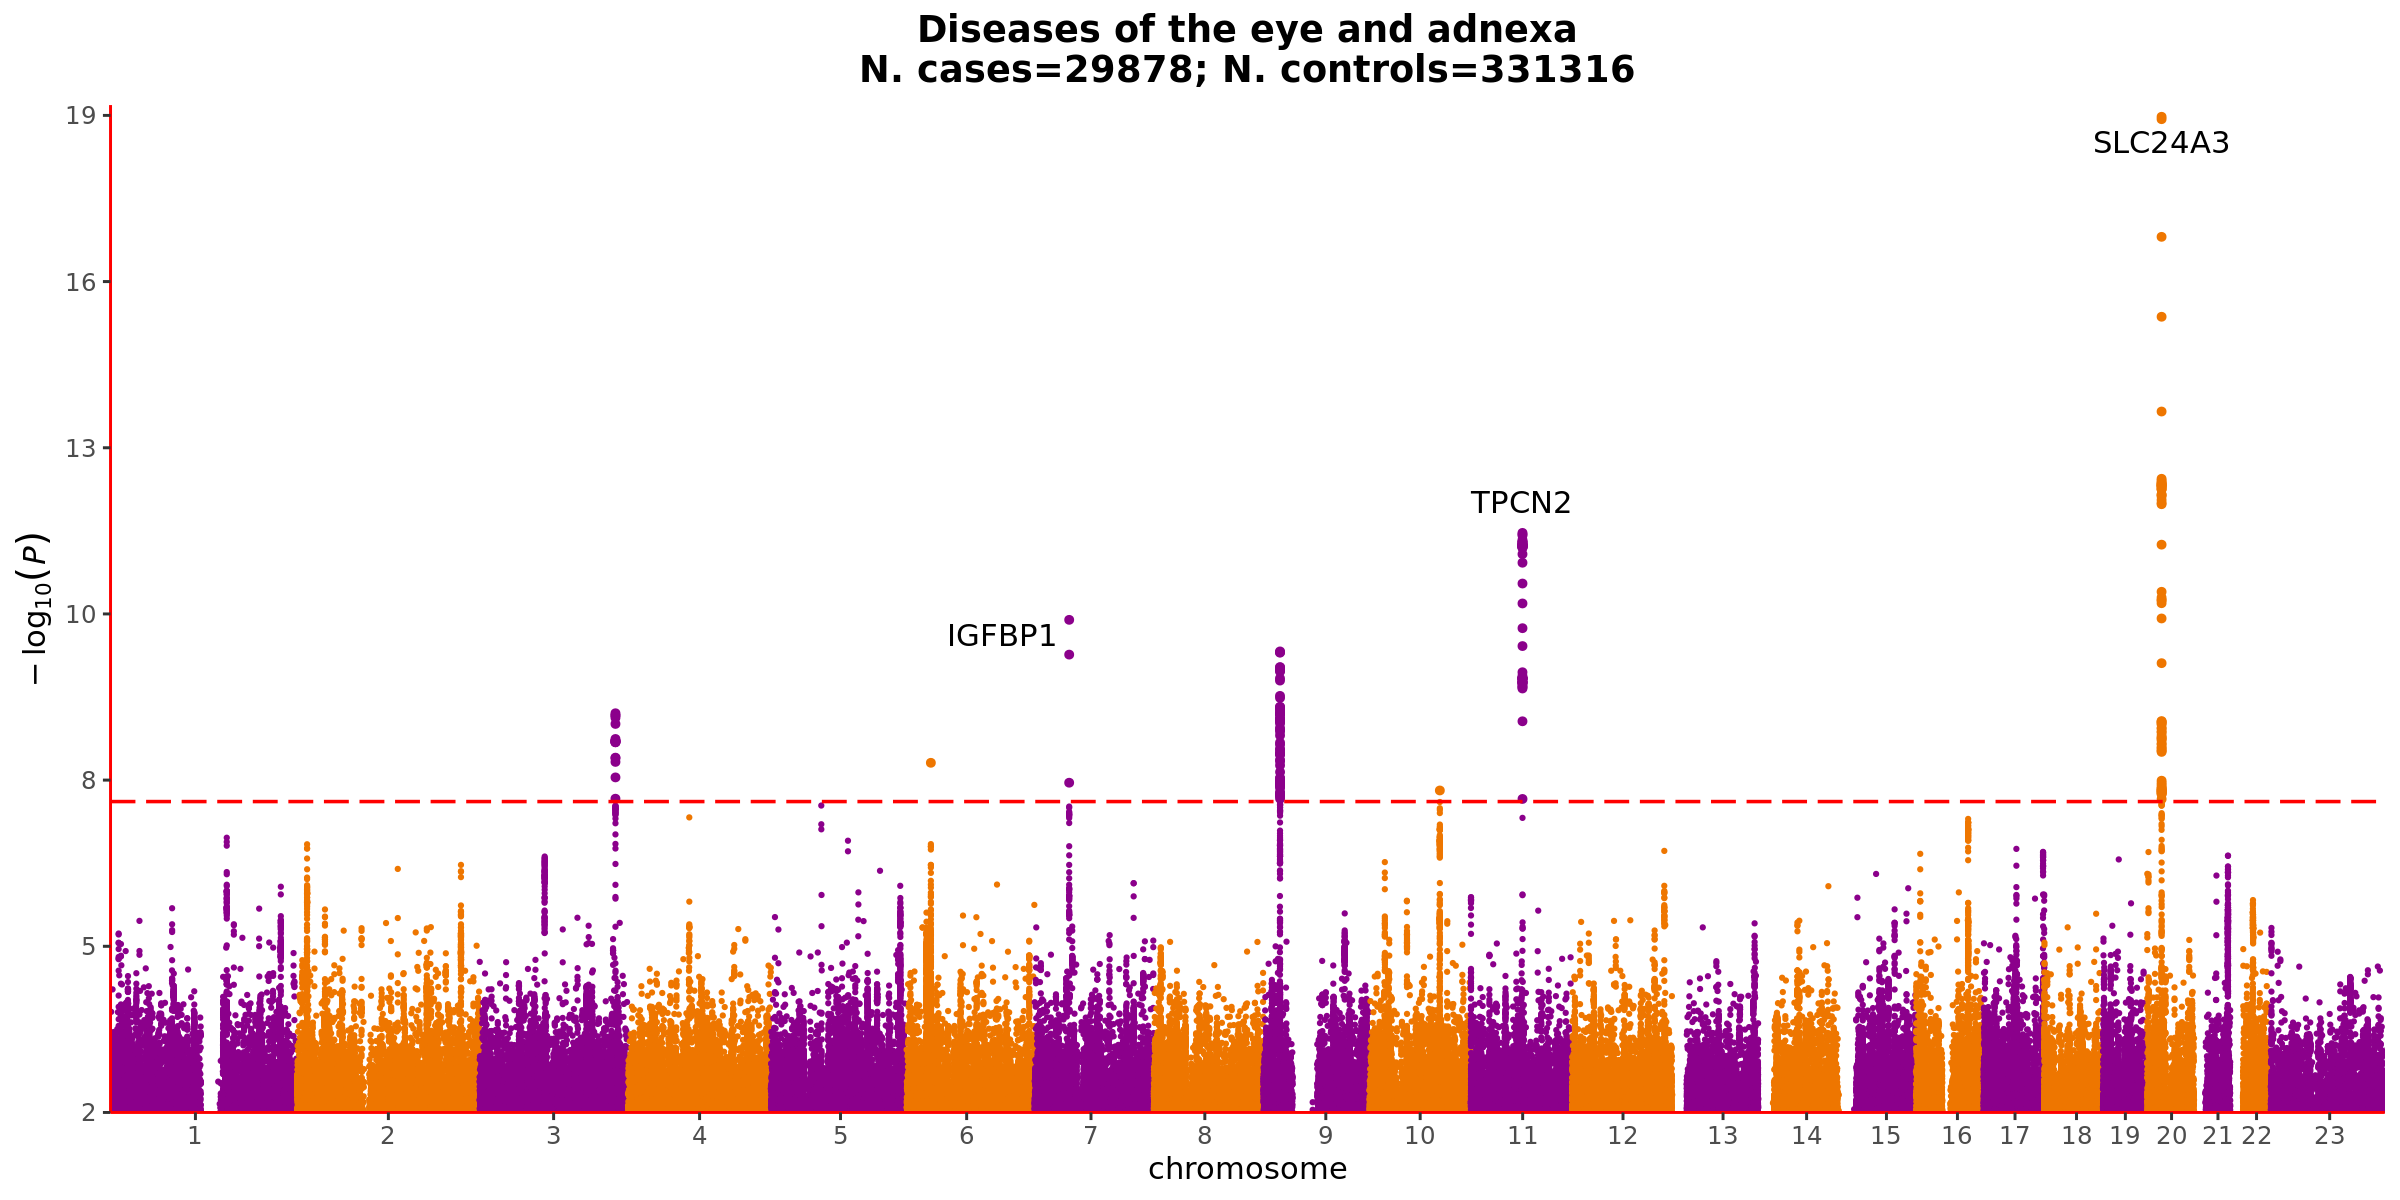 Diseases of the eye and adnexa
N. cases=29878; N. controls=331316
19
SLC24A3
16
13
TPCN2
10
IGFBP1
8
5
2
−log10(P)
1 2 3 4 5 6 7 8 9 10 11 12 13 14 15 16 17 18 19 20 21 22 23
chromosome